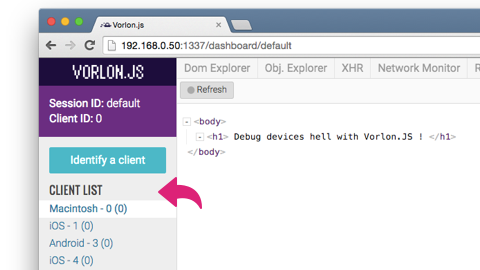 Vorlon.js
192.168.0.50:1337/dashboard/default
VORLON.JS
Dom Explorer
Obj. Explorer
XHR
Network Monitor
Session ID: default
Client ID: 0
Refresh
<body>
<h1> Debug devices hell with Vorlon.JS ! </h1>
</body>
Identify a client
CLIENT LIST
Macintosh - 0 (0)
iOS - 1 (0)
Android - 3 (0)
iOS - 4 (0)